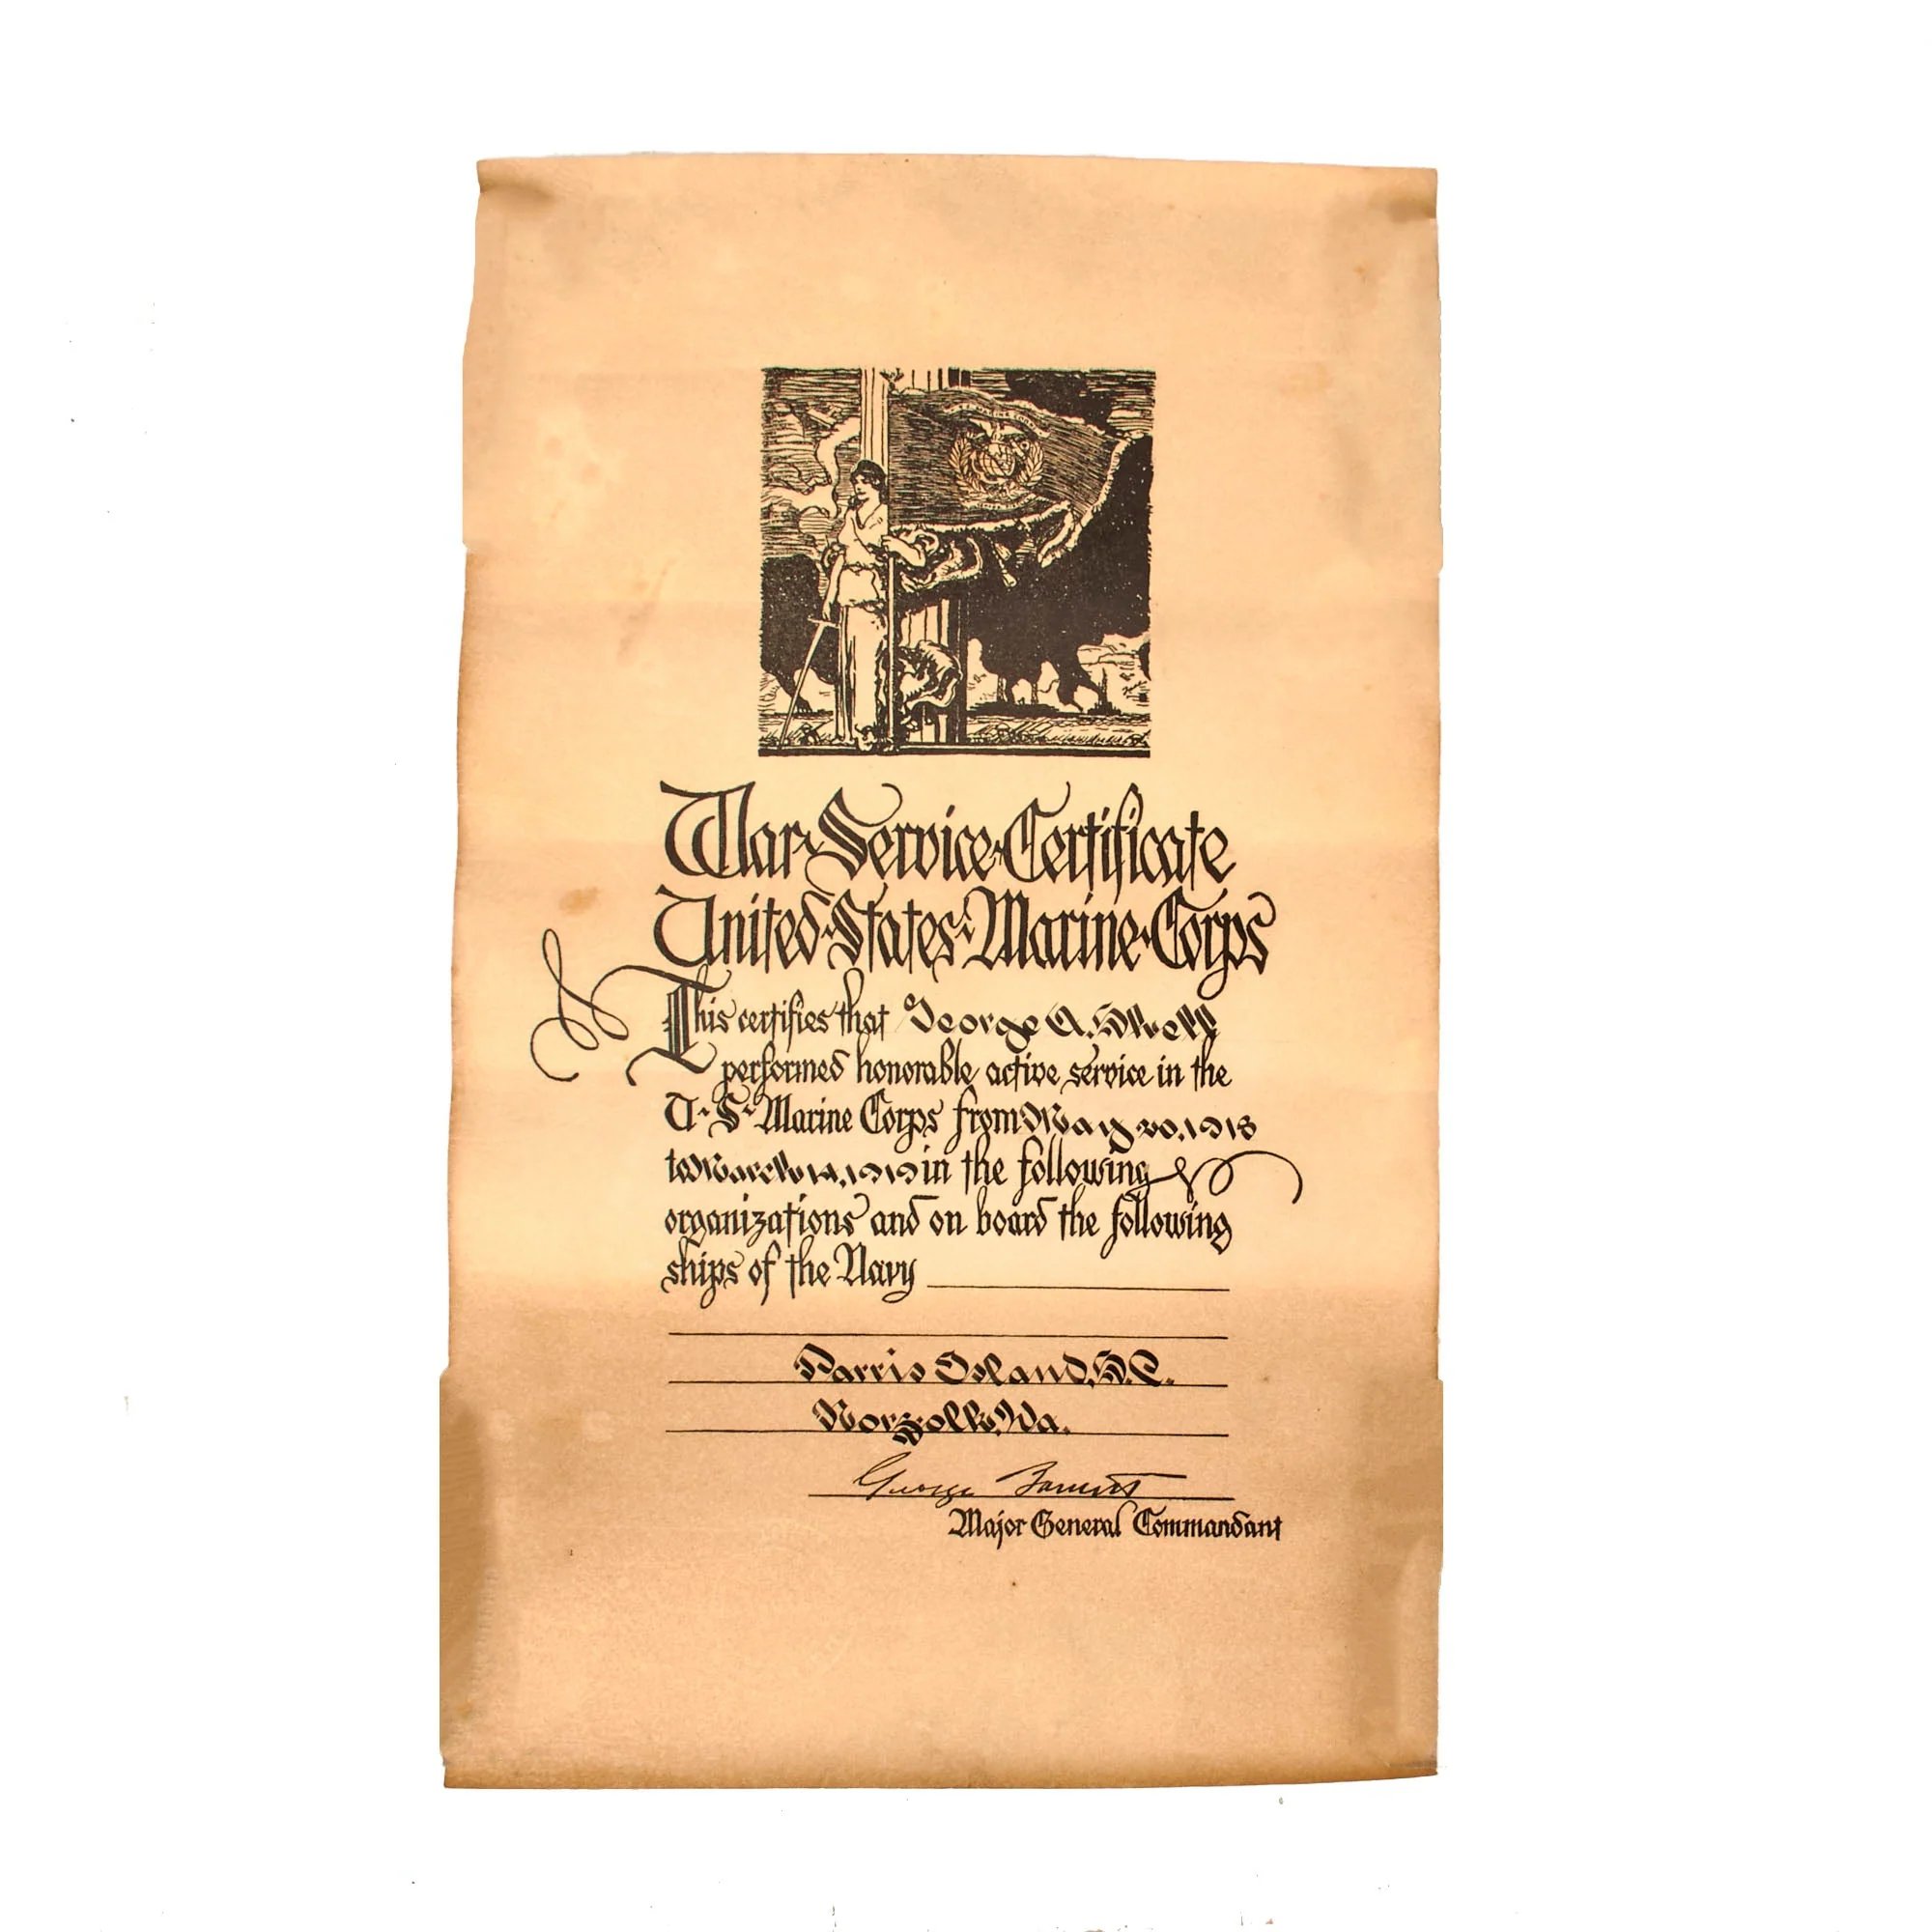 War Service Certificate
United States Marine Corps
This certifies that George A.
performed honorable active service in the
U. S. Marine Corps from May 20, 1918
to March 14, 1919 in the following
organizations and on board the following
ships of the Navy
Parris Island, S.C.
Norfolk, Va.
George Barnett
Major General Commandant